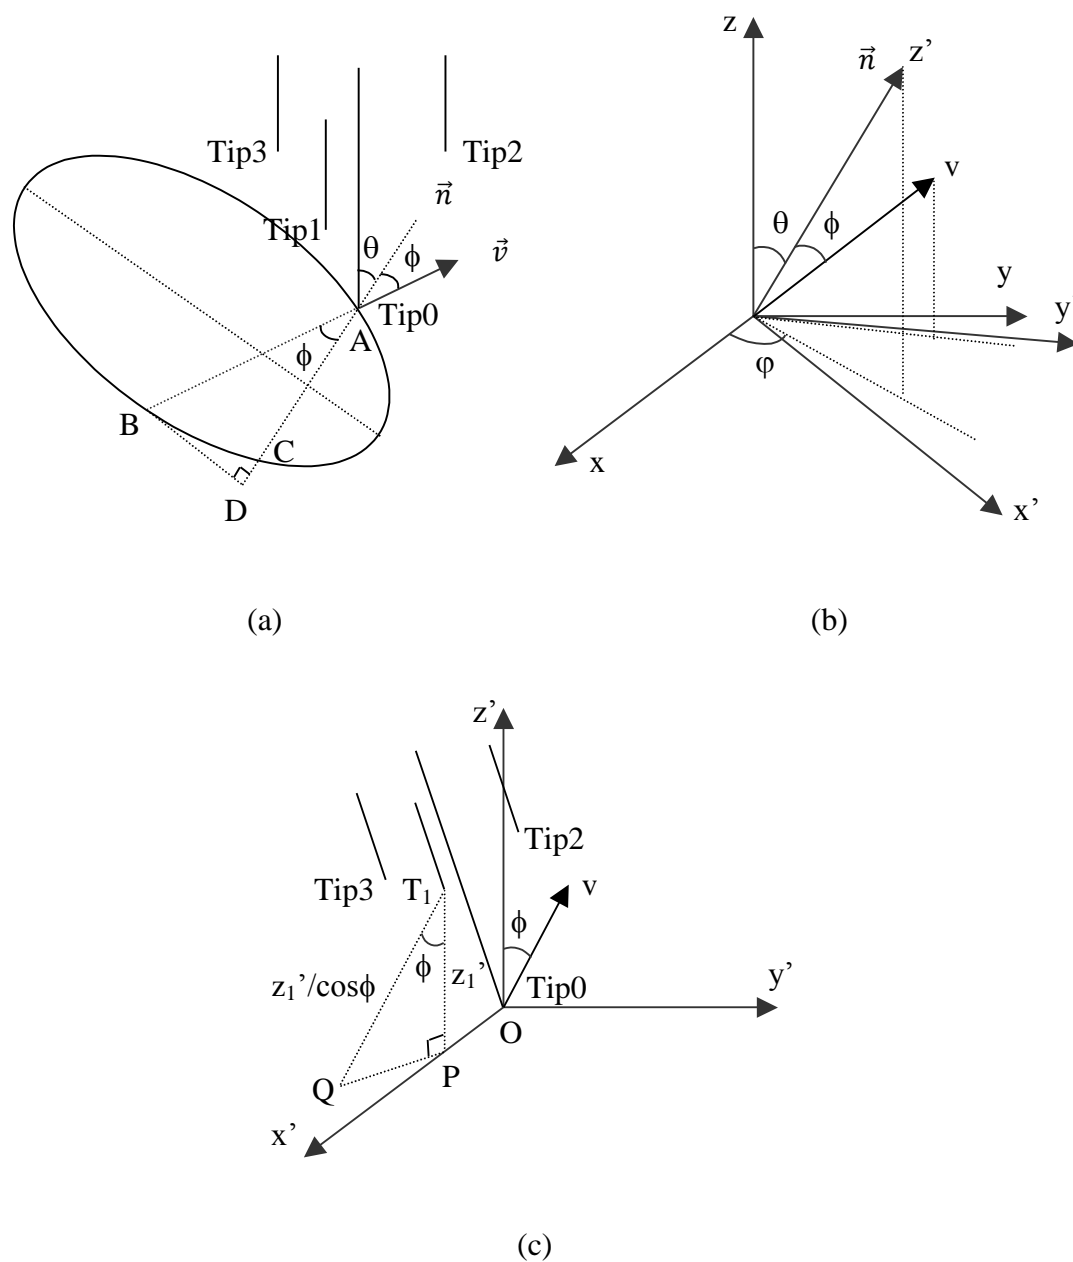 Tip3
Tip2
Tip1
n⃗
θ
ϕ
v⃗
Tip0
A
ϕ
B
C
D
(a)
z
n⃗
z’
v
θ
ϕ
y
y
φ
x
x’
(b)
z’
Tip2
Tip3
T₁
v
ϕ
ϕ
z₁’
z₁’/cosϕ
Tip0
y’
O
P
Q
x’
(c)